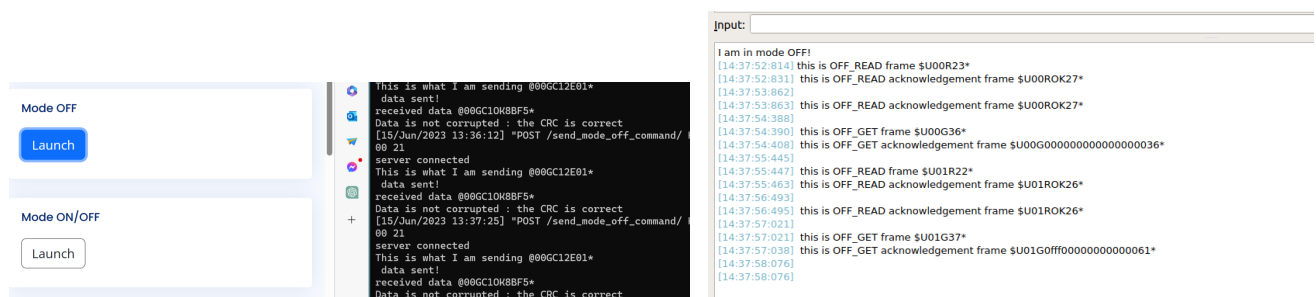 Mode OFF
Launch
Mode ON/OFF
Launch
This is what I am sending @00GC12E01*
data sent!
received data @00GC1OK8BF5*
Data is not corrupted : the CRC is correct
[15/Jun/2023 13:36:12] "POST /send_mode_off_command/
00 21
server connected
This is what I am sending @00GC12E01*
data sent!
received data @00GC1OK8BF5*
Data is not corrupted : the CRC is correct
[15/Jun/2023 13:37:25] "POST /send_mode_off_command/
00 21
server connected
This is what I am sending @00GC12E01*
data sent!
received data @00GC1OK8BF5*
Data is not corrupted : the CRC is correct
Input:
I am in mode OFF!
[14:37:52:814] this is OFF_READ frame $U00R23*
[14:37:52:831] this is OFF_READ acknowledgement frame $U00ROK27*
[14:37:53:862]
[14:37:53:863] this is OFF_READ acknowledgement frame $U00ROK27*
[14:37:54:388]
[14:37:54:390] this is OFF_GET frame $U00G36*
[14:37:54:408] this is OFF_GET acknowledgement frame $U00G000000000000000036*
[14:37:55:445]
[14:37:55:447] this is OFF_READ frame $U01R22*
[14:37:55:463] this is OFF_READ acknowledgement frame $U01ROK26*
[14:37:56:493]
[14:37:56:495] this is OFF_READ acknowledgement frame $U01ROK26*
[14:37:57:021]
[14:37:57:021] this is OFF_GET frame $U01G37*
[14:37:57:038] this is OFF_GET acknowledgement frame $U01G0fff00000000000061*
[14:37:58:076]
[14:37:58:076]